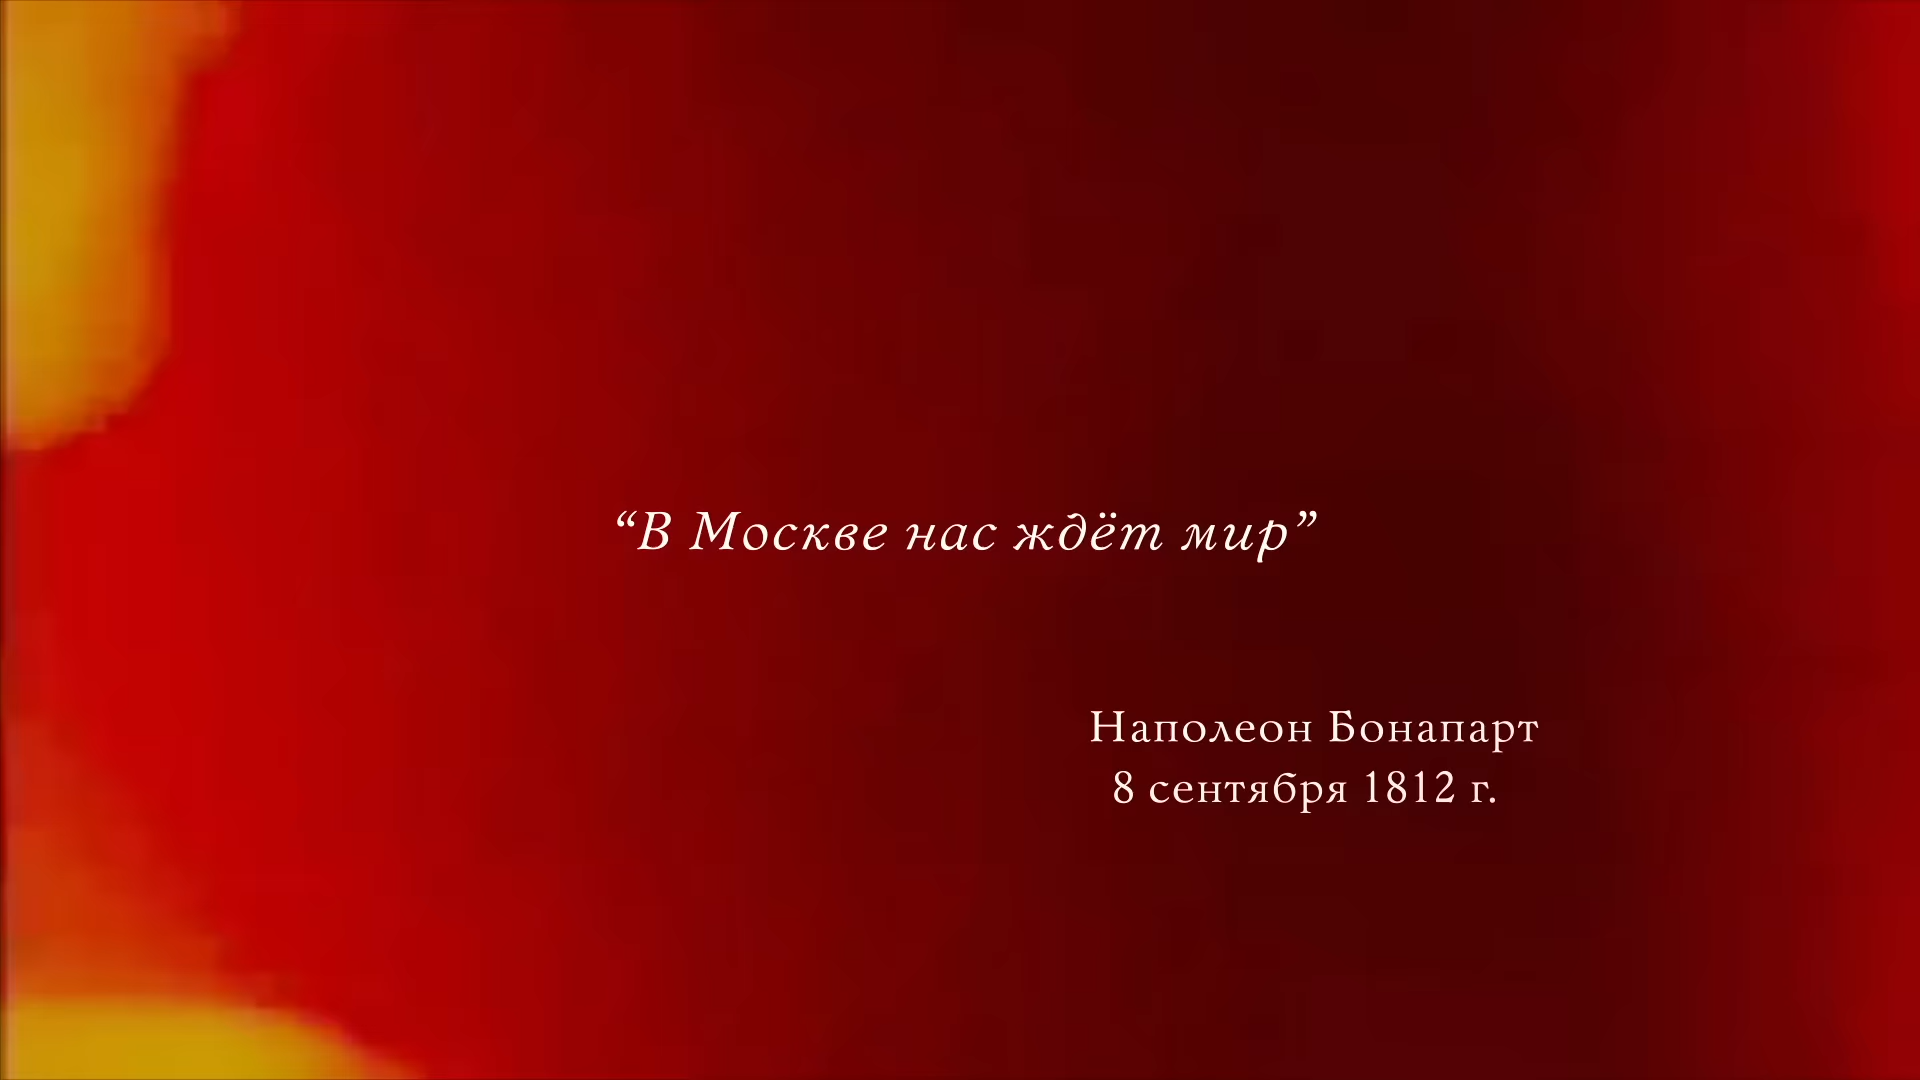 “В Москве нас ждёт мир”
Наполеон Бонапарт
8 сентября 1812 г.